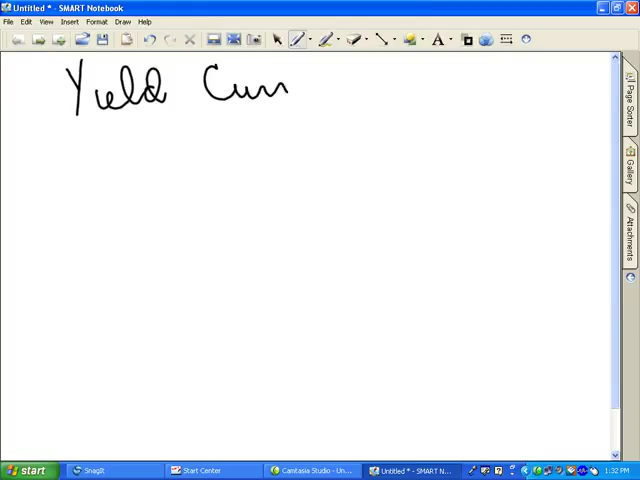 Untitled * - SMART Notebook
File Edit View Insert Format Draw Help
Yield Cur
Page Sorter
Gallery
Attachments
start
SnagIt
Start Center
Camtasia Studio - Un...
Untitled * - SMART N...
1:32 PM